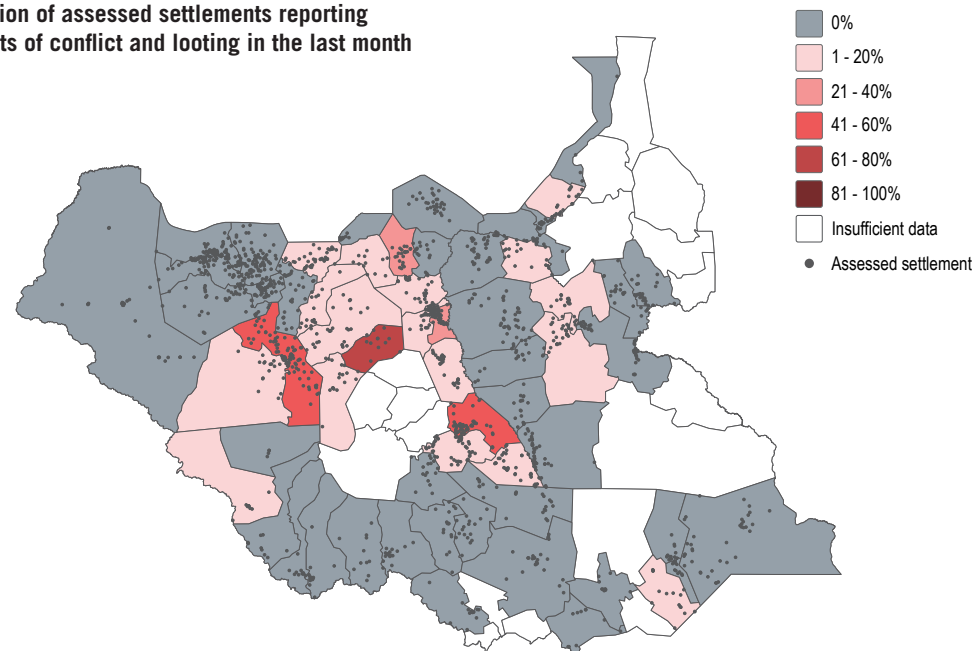 ion of assessed settlements reporting
ts of conflict and looting in the last month
0%
1 - 20%
21 - 40%
41 - 60%
61 - 80%
81 - 100%
Insufficient data
Assessed settlement